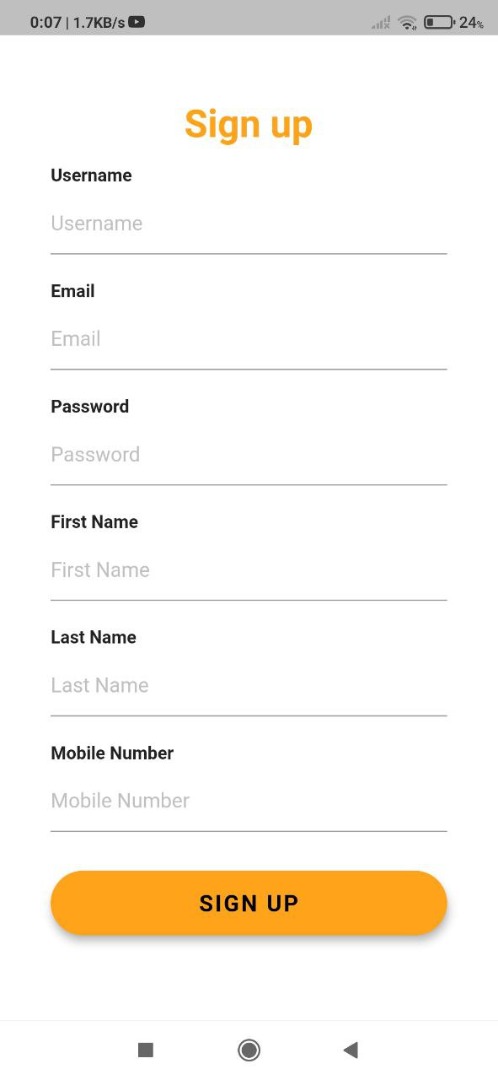 0:07 | 1.7KB/s 24%
Sign up
Username
Username
Email
Email
Password
Password
First Name
First Name
Last Name
Last Name
Mobile Number
Mobile Number
SIGN UP